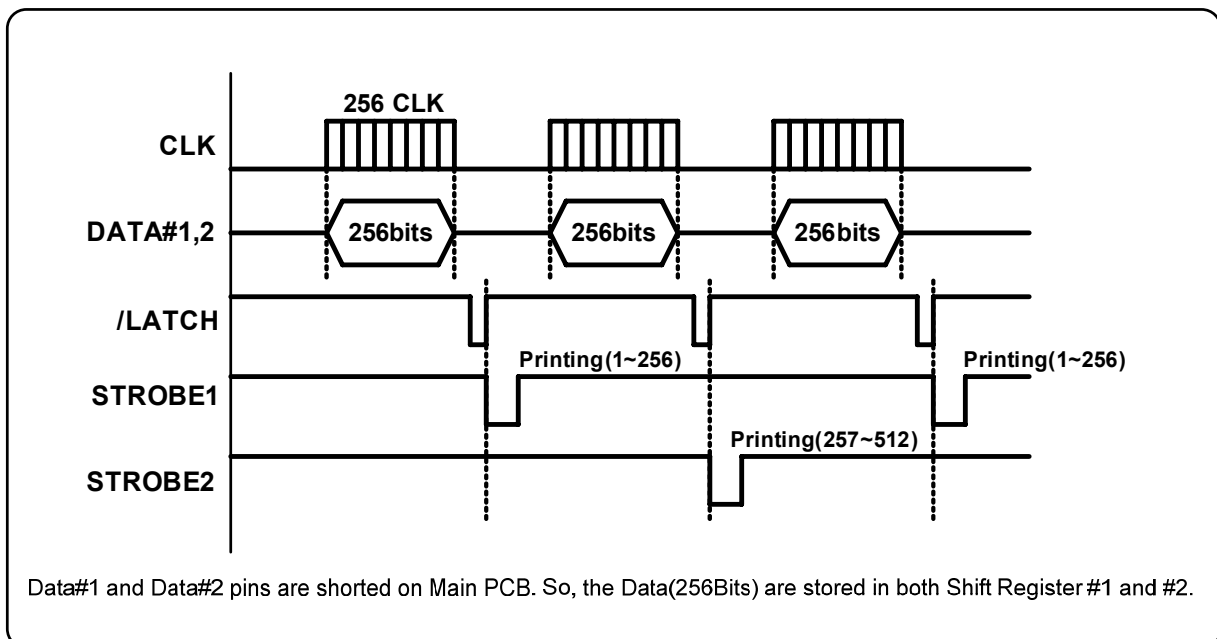 256 CLK
CLK
DATA#1,2
256bits
256bits
256bits
/LATCH
Printing(1~256)
Printing(1~256)
STROBE1
Printing(257~512)
STROBE2
Data#1 and Data#2 pins are shorted on Main PCB. So, the Data(256Bits) are stored in both Shift Register #1 and #2.